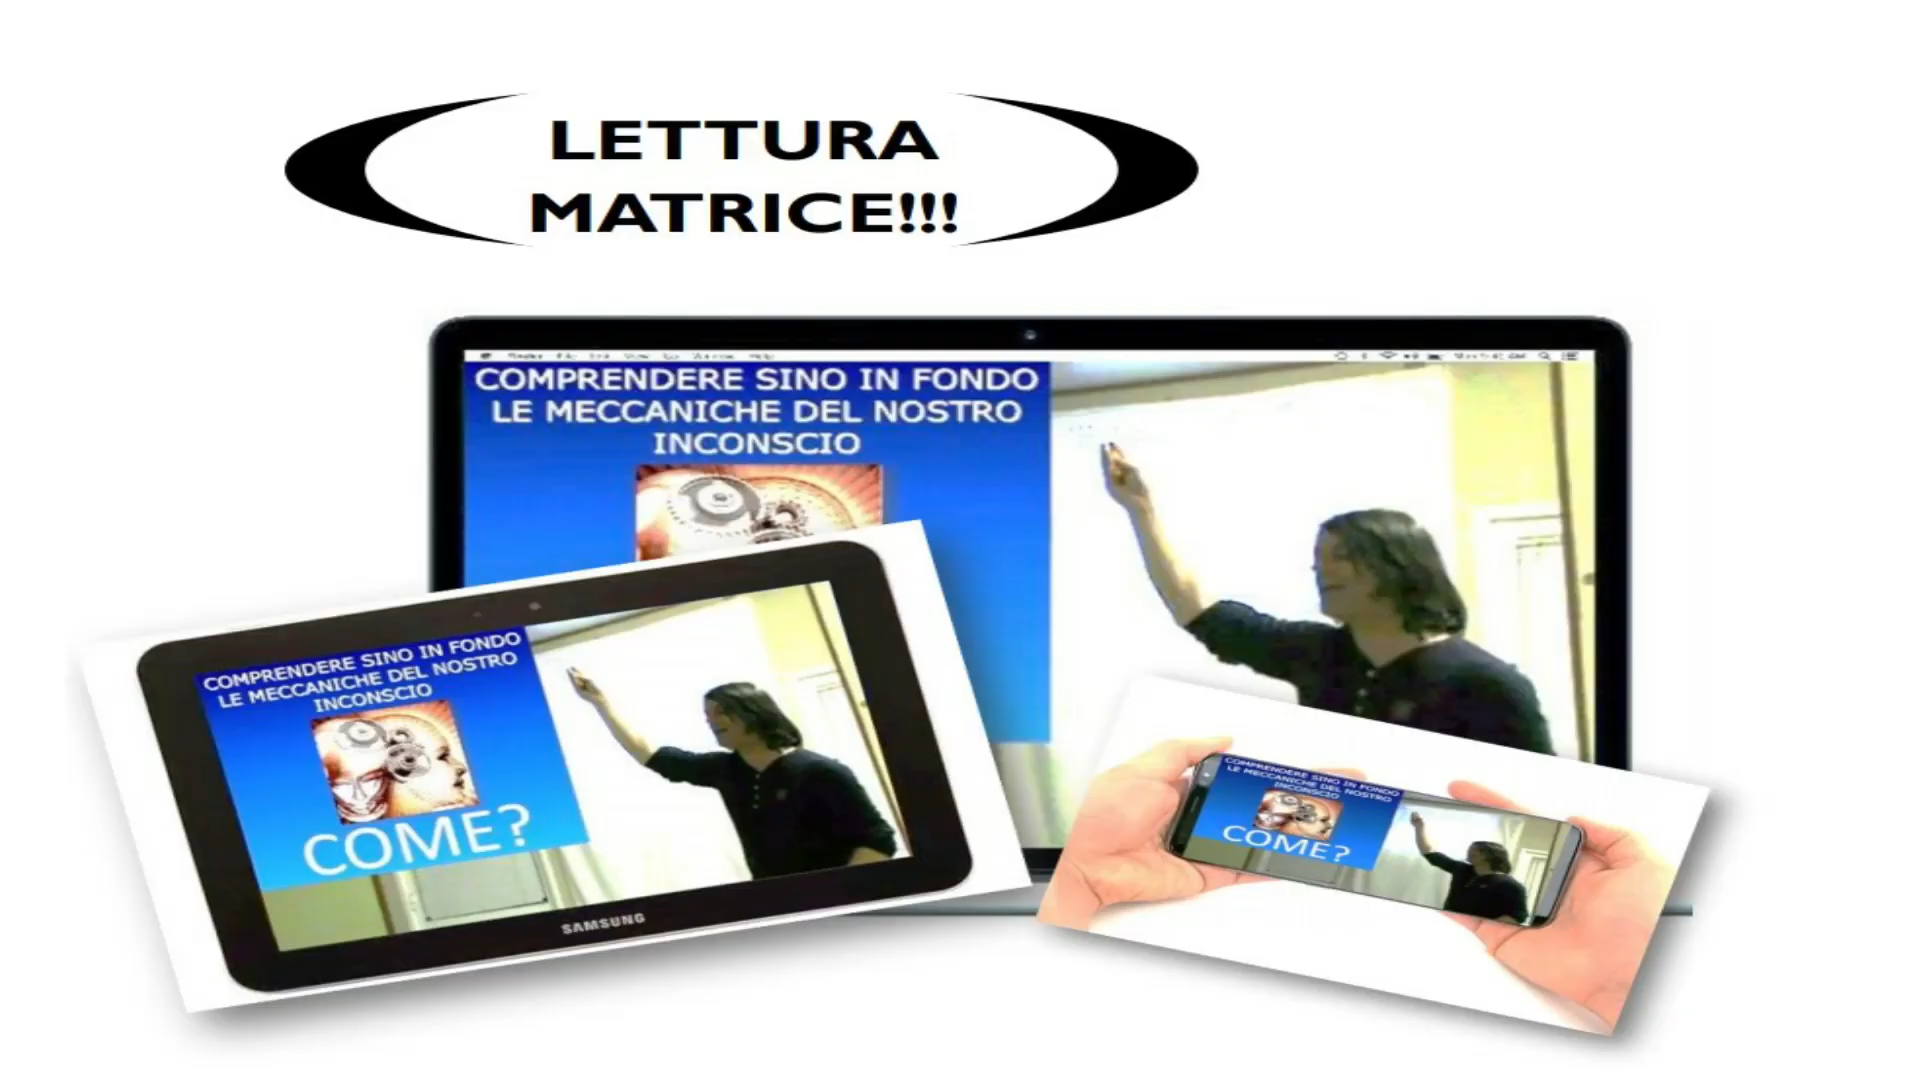 LETTURA
MATRICE!!!
COMPRENDERE SINO IN FONDO
LE MECCANICHE DEL NOSTRO
INCONSCIO
COMPRENDERE SINO IN FONDO
LE MECCANICHE DEL NOSTRO
INCONSCIO
COME?
SAMSUNG
COMPRENDERE SINO IN FONDO
LE MECCANICHE DEL NOSTRO
INCONSCIO
COME?